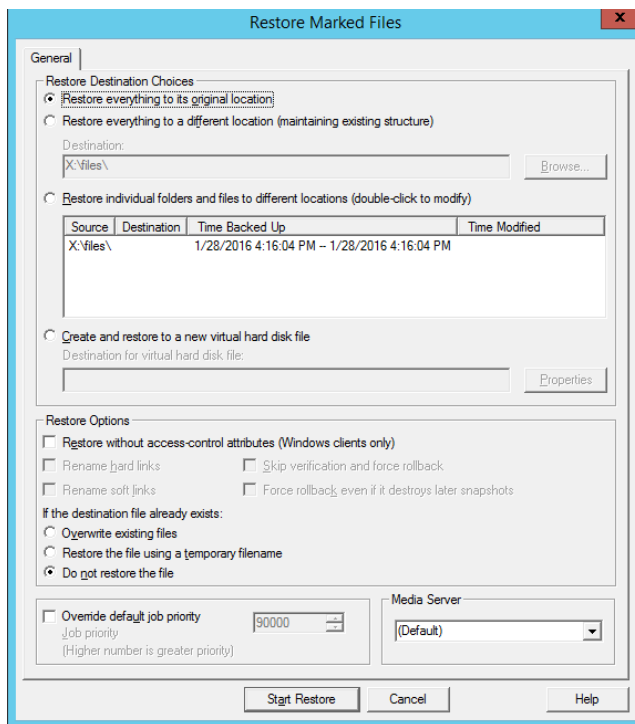 Restore Marked Files
x
General
Restore Destination Choices
Restore everything to its original location
Restore everything to a different location (maintaining existing structure)
Destination:
X:\files\
Browse...
Restore individual folders and files to different locations (double-click to modify)
Source Destination Time Backed Up Time Modified
X:\files\ 1/28/2016 4:16:04 PM -- 1/28/2016 4:16:04 PM
Create and restore to a new virtual hard disk file
Destination for virtual hard disk file:
Properties
Restore Options
Restore without access-control attributes (Windows clients only)
Rename hard links Skip verification and force rollback
Rename soft links Force rollback even if it destroys later snapshots
If the destination file already exists:
Overwrite existing files
Restore the file using a temporary filename
Do not restore the file
Override default job priority
90000
Job priority
(Higher number is greater priority)
Media Server
(Default)
Start Restore Cancel Help